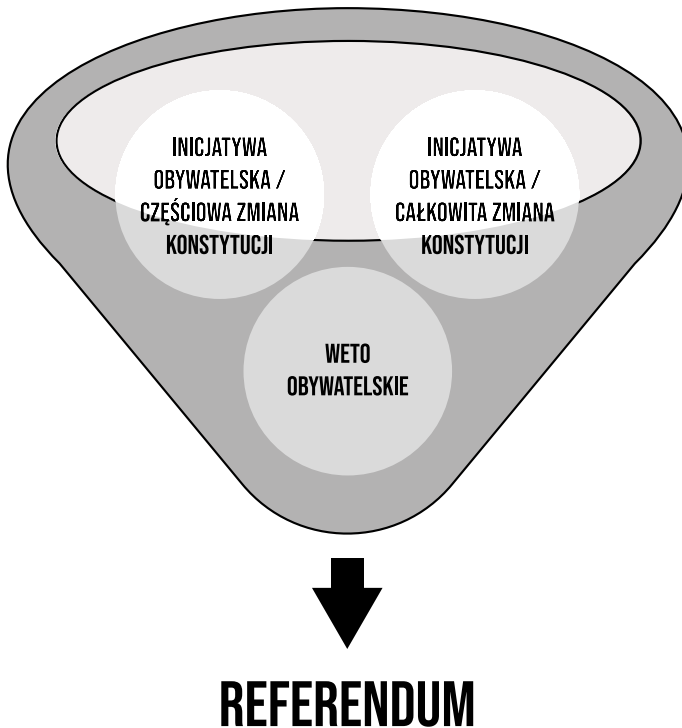 INICJATYWA
OBYWATELSKA /
CZĘŚCIOWA ZMIANA
KONSTYTUCJI
INICJATYWA
OBYWATELSKA /
CAŁKOWITA ZMIANA
KONSTYTUCJI
WETO
OBYWATELSKIE
REFERENDUM